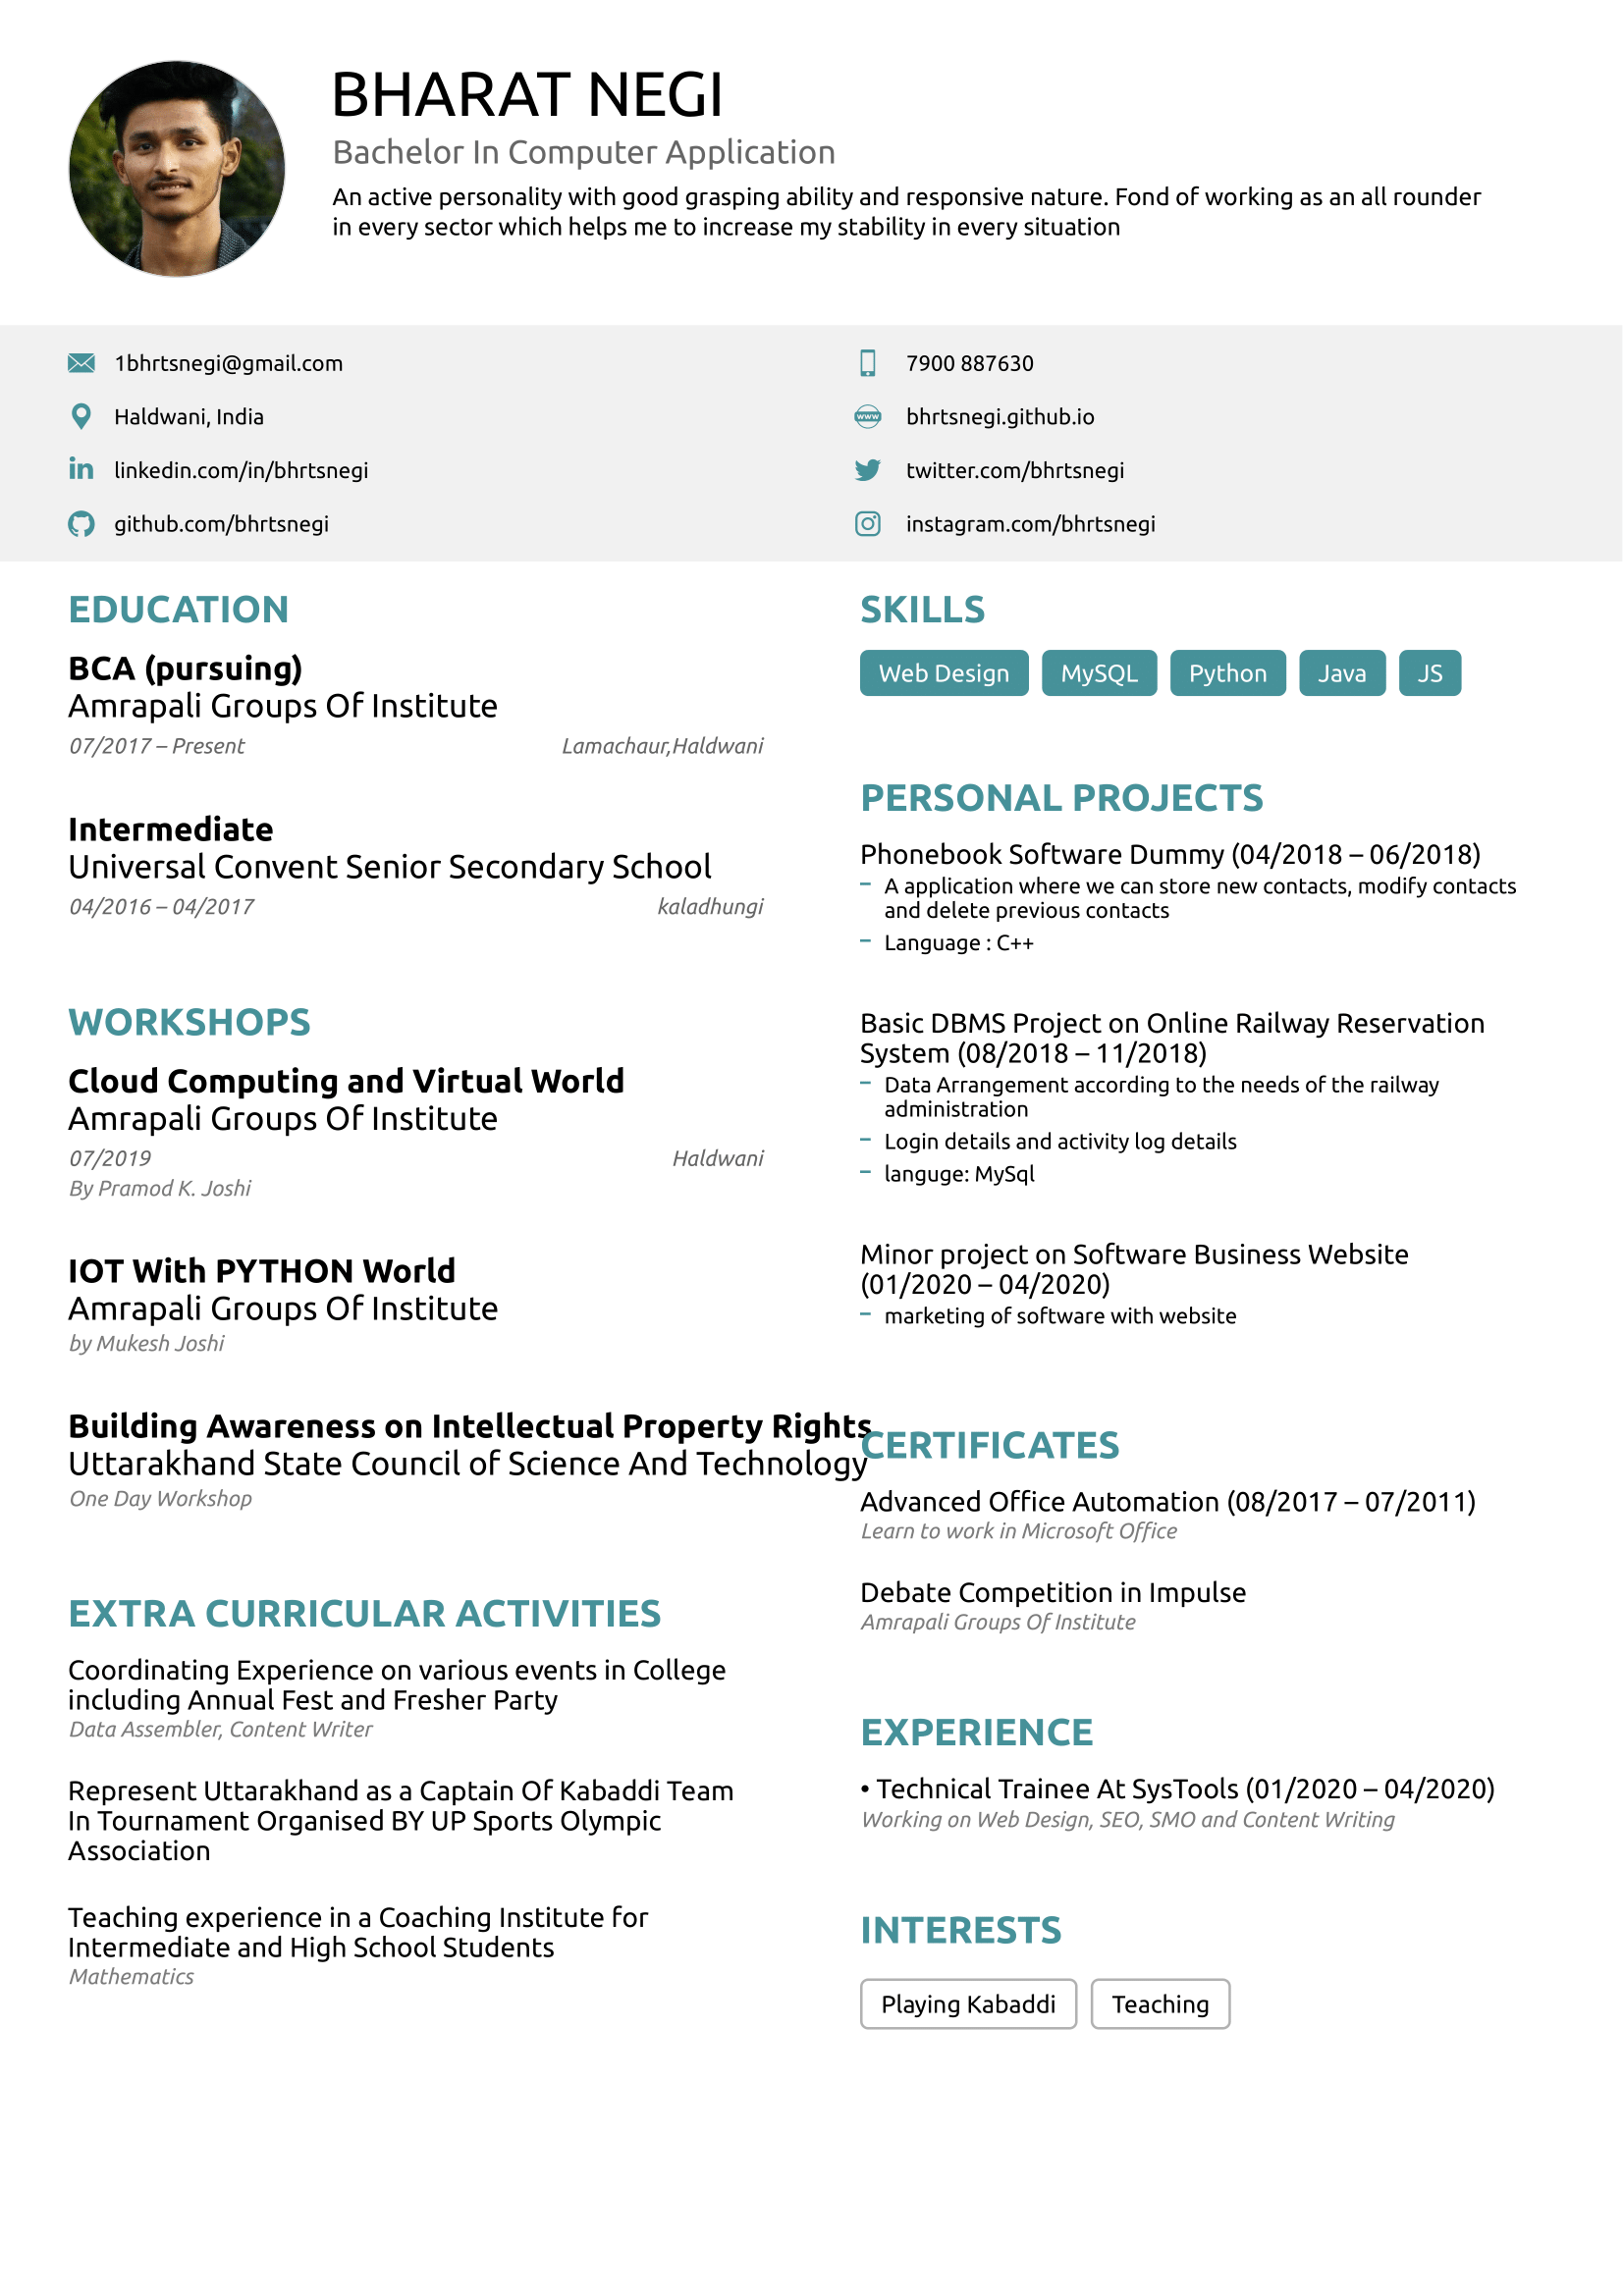 BHARAT NEGI
Bachelor In Computer Application
An active personality with good grasping ability and responsive nature. Fond of working as an all rounder
in every sector which helps me to increase my stability in every situation
1bhrtsnegi@gmail.com
7900 887630
Haldwani, India
bhrtsnegi.github.io
linkedin.com/in/bhrtsnegi
twitter.com/bhrtsnegi
github.com/bhrtsnegi
instagram.com/bhrtsnegi
EDUCATION
BCA (pursuing)
Amrapali Groups Of Institute
07/2017 – Present
Lamachaur,Haldwani
Intermediate
Universal Convent Senior Secondary School
04/2016 – 04/2017
kaladhungi
WORKSHOPS
Cloud Computing and Virtual World
Amrapali Groups Of Institute
07/2019
Haldwani
By Pramod K. Joshi
IOT With PYTHON World
Amrapali Groups Of Institute
by Mukesh Joshi
Building Awareness on Intellectual Property Rights
Uttarakhand State Council of Science And Technology
One Day Workshop
EXTRA CURRICULAR ACTIVITIES
Coordinating Experience on various events in College
including Annual Fest and Fresher Party
Data Assembler, Content Writer
Represent Uttarakhand as a Captain Of Kabaddi Team
In Tournament Organised BY UP Sports Olympic
Association
Teaching experience in a Coaching Institute for
Intermediate and High School Students
Mathematics
SKILLS
Web Design
MySQL
Python
Java
JS
PERSONAL PROJECTS
Phonebook Software Dummy (04/2018 – 06/2018)
– A application where we can store new contacts, modify contacts
and delete previous contacts
– Language : C++
Basic DBMS Project on Online Railway Reservation
System (08/2018 – 11/2018)
– Data Arrangement according to the needs of the railway
administration
– Login details and activity log details
– languge: MySql
Minor project on Software Business Website
(01/2020 – 04/2020)
– marketing of software with website
CERTIFICATES
Advanced Office Automation (08/2017 – 07/2011)
Learn to work in Microsoft Office
Debate Competition in Impulse
Amrapali Groups Of Institute
EXPERIENCE
• Technical Trainee At SysTools (01/2020 – 04/2020)
Working on Web Design, SEO, SMO and Content Writing
INTERESTS
Playing Kabaddi
Teaching